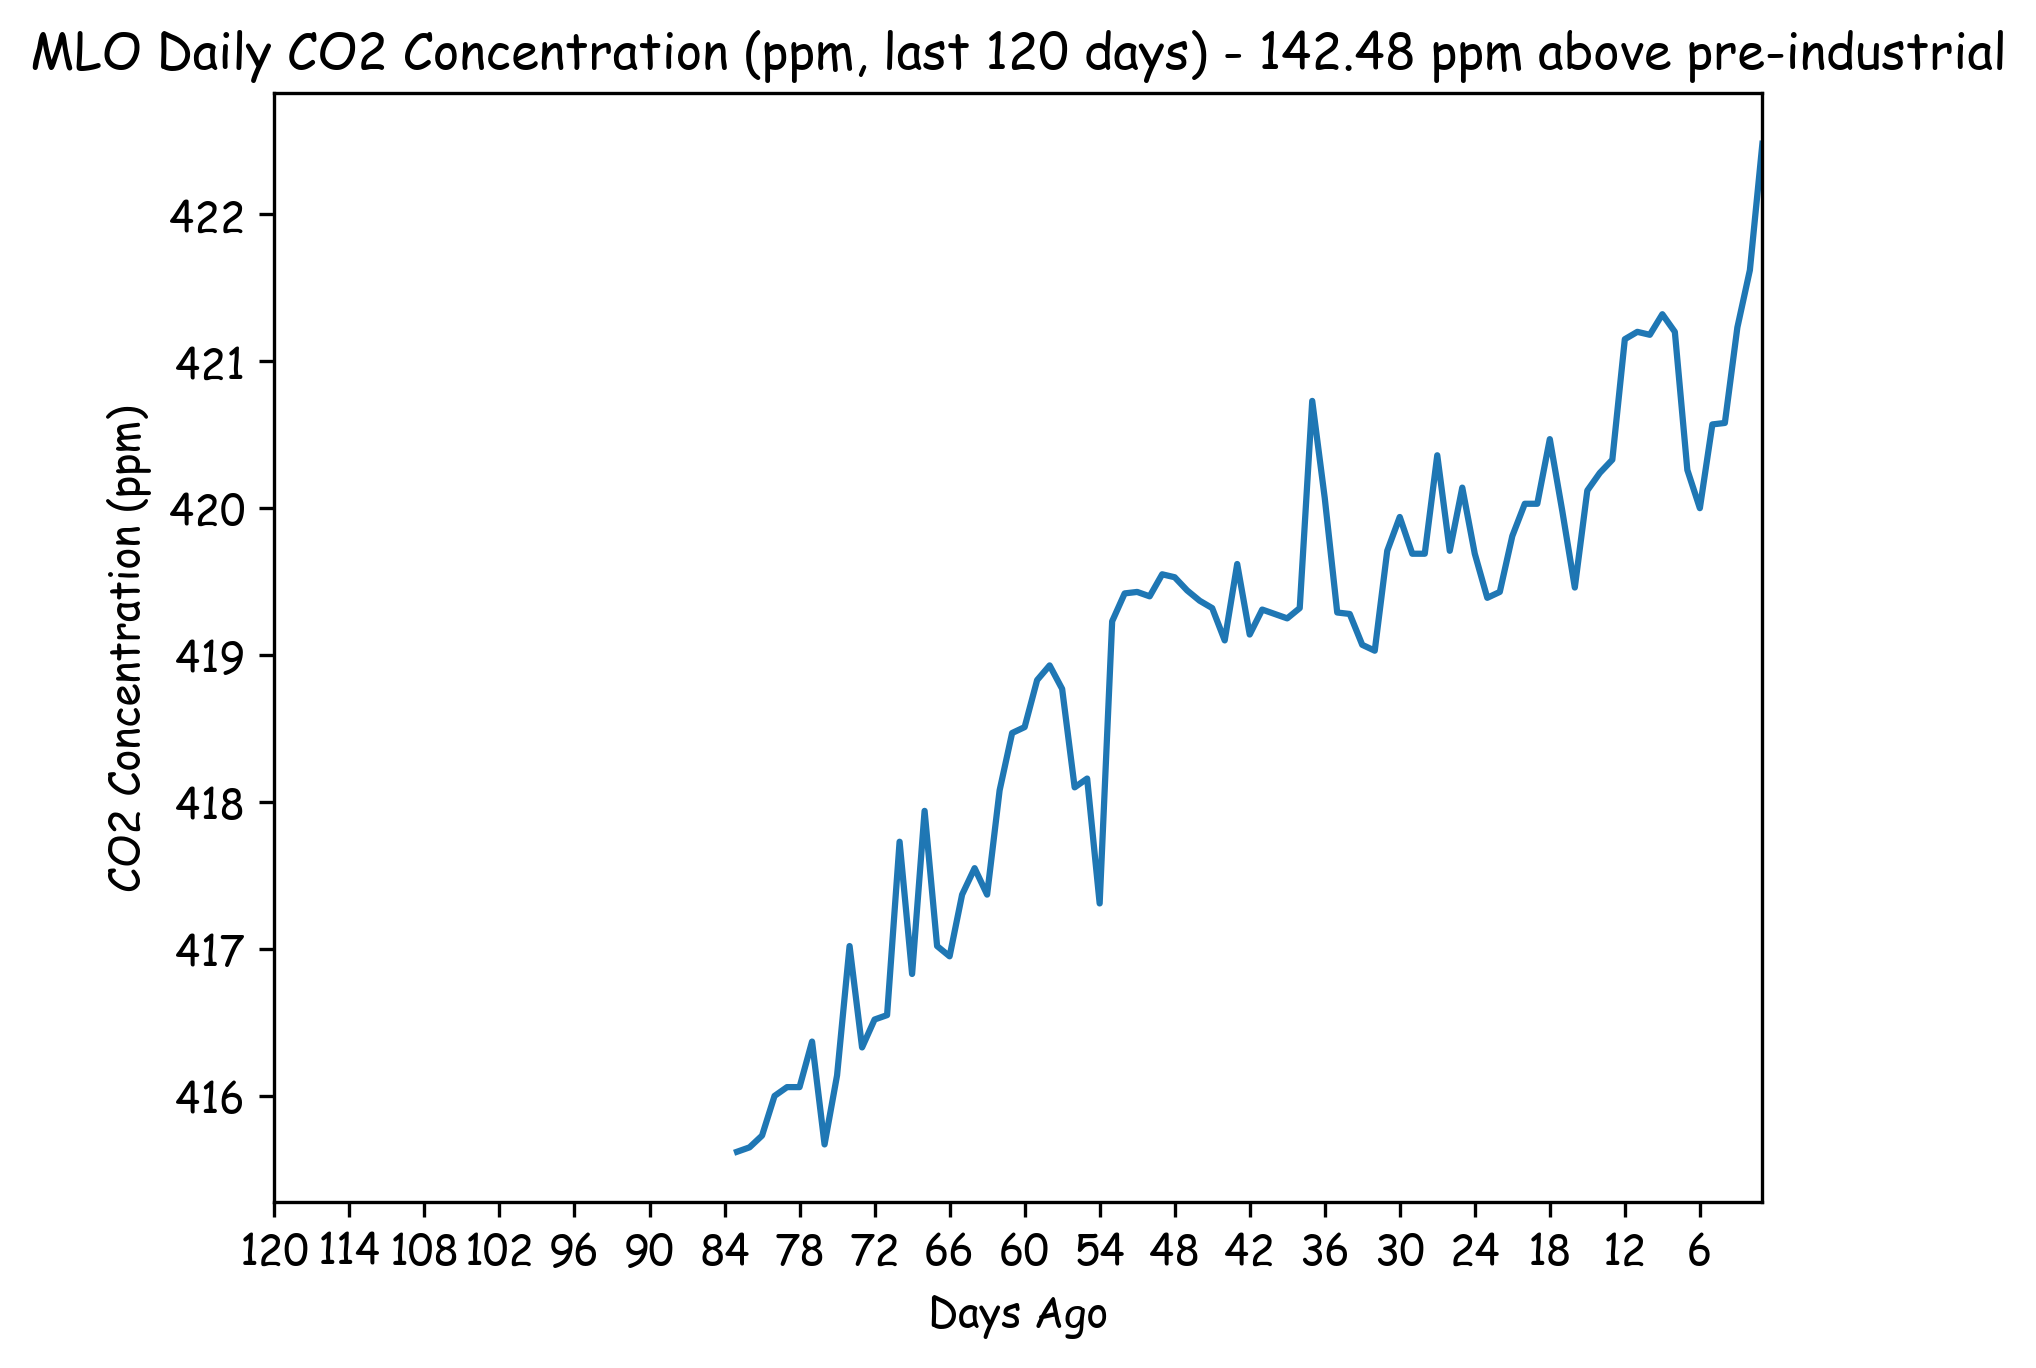 MLO Daily CO2 Concentration (ppm, last 120 days) - 142.48 ppm above pre-industrial
422
421
420
419
418
417
416
CO2 Concentration (ppm)
120 114 108 102 96 90 84 78 72 66 60 54 48 42 36 30 24 18 12 6
Days Ago